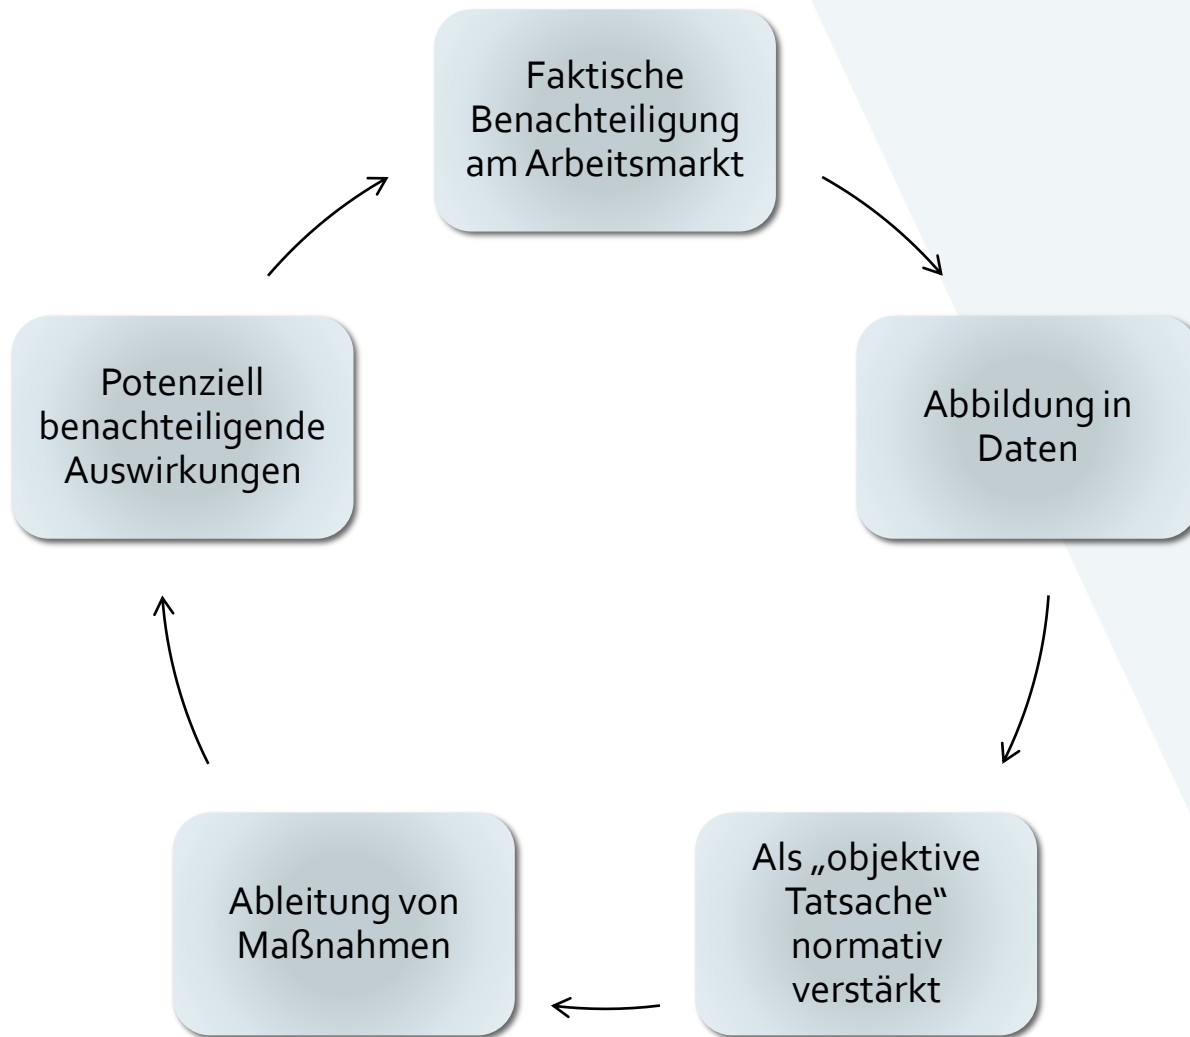 Faktische
Benachteiligung
am Arbeitsmarkt
Abbildung in
Daten
Als „objektive
Tatsache“
normativ
verstärkt
Ableitung von
Maßnahmen
Potenziell
benachteiligende
Auswirkungen